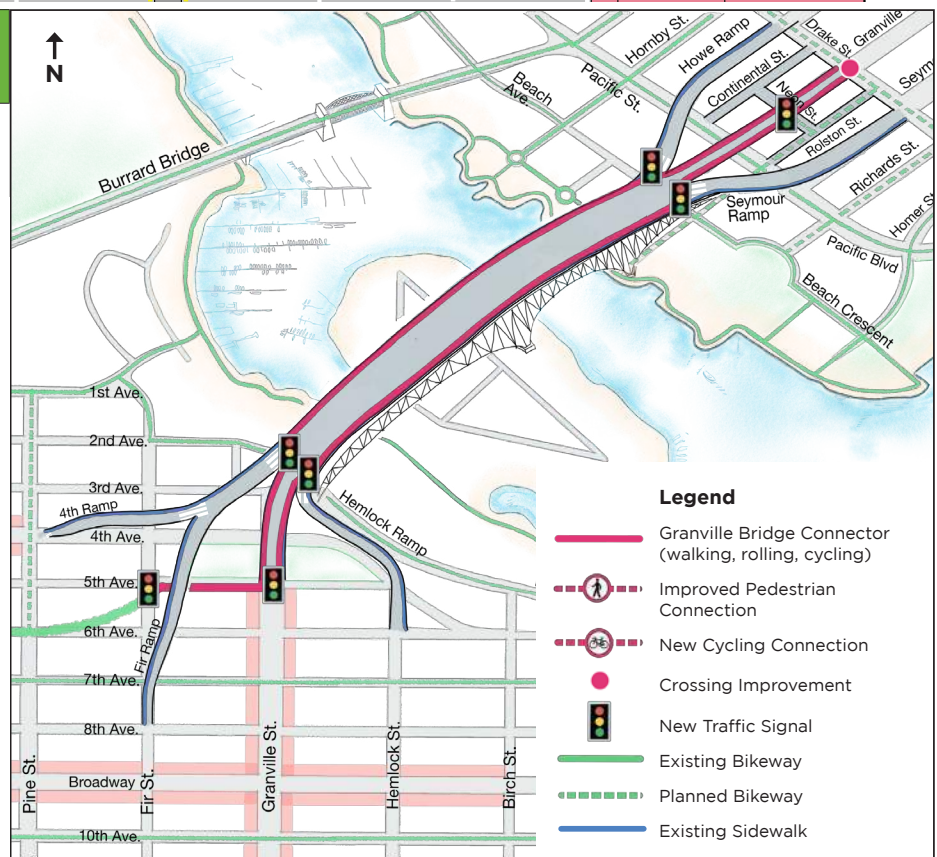 N
Burrard Bridge
Hornby St.
Howe Ramp
Drake St.
Granville
Continental St.
Beach
Ave.
Pacific St.
Neon St.
Rolston St.
Richards St.
Seymour
Ramp
Homer St
Pacific Blvd
Beach Crescent
1st Ave.
2nd Ave.
3rd Ave.
4th Ramp
4th Ave.
Hemlock Ramp
5th Ave.
6th Ave.
Fir Ramp
7th Ave.
8th Ave.
Broadway
10th Ave.
Pine St.
Fir St.
Granville St.
Hemlock St.
Birch St.
Legend
Granville Bridge Connector
(walking, rolling, cycling)
Improved Pedestrian
Connection
New Cycling Connection
Crossing Improvement
New Traffic Signal
Existing Bikeway
Planned Bikeway
Existing Sidewalk